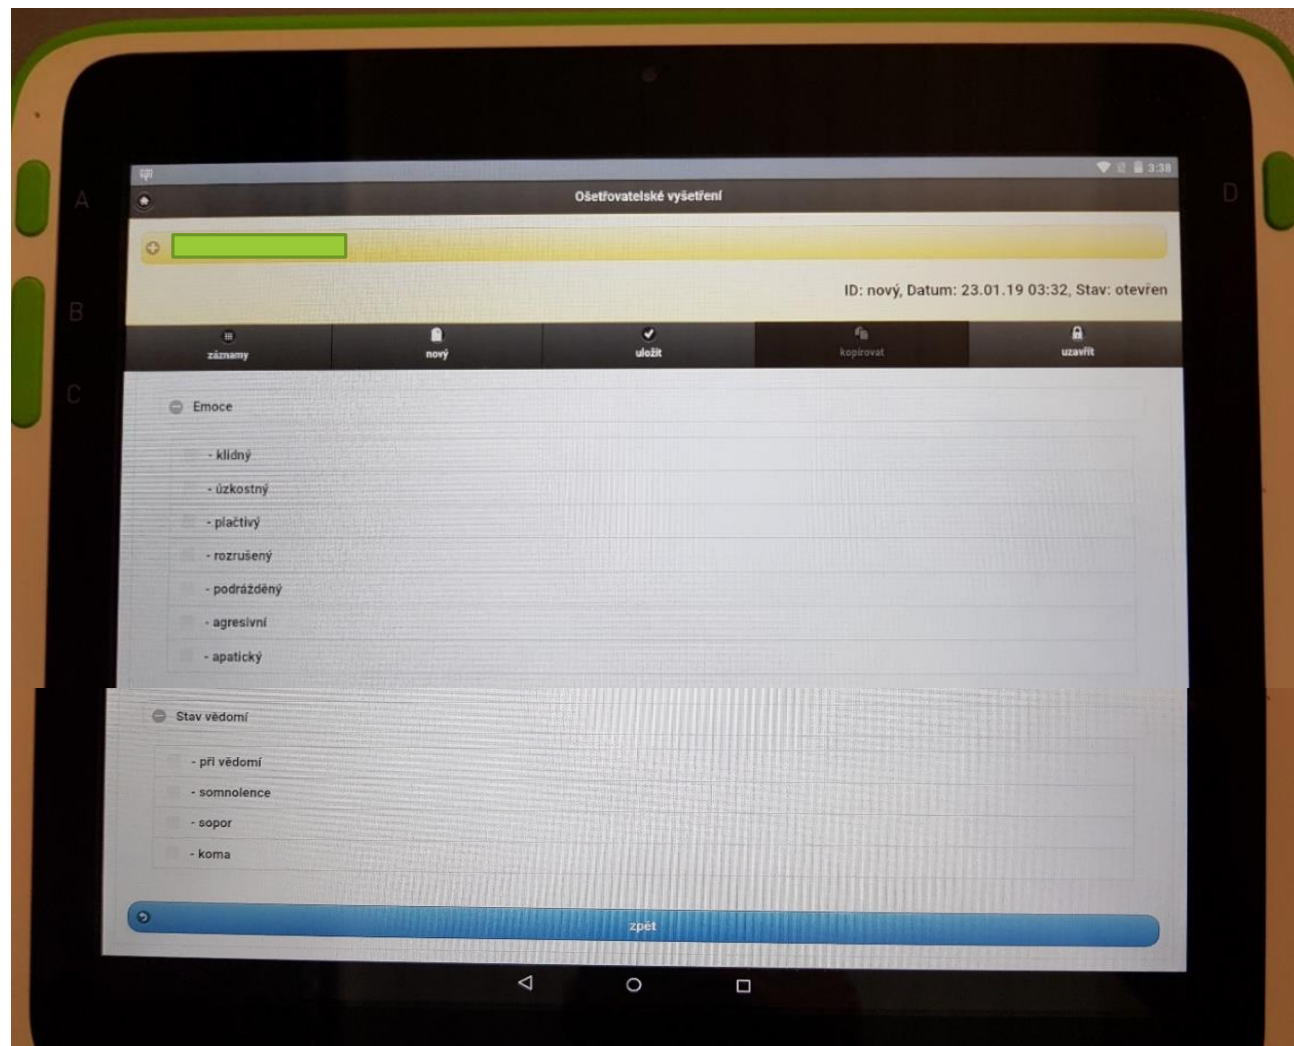 3:38
Ošetřovatelské vyšetření
A
D
ID: nový, Datum: 23.01.19 03:32, Stav: otevřen
B
záznamy nový uložit kopírovat uzavřít
C
Emoce
- klidný
- úzkostný
- plačtivý
- rozrušený
- podrážděný
- agresivní
- apatický
Stav vědomí
- při vědomí
- somnolence
- sopor
- koma
zpět